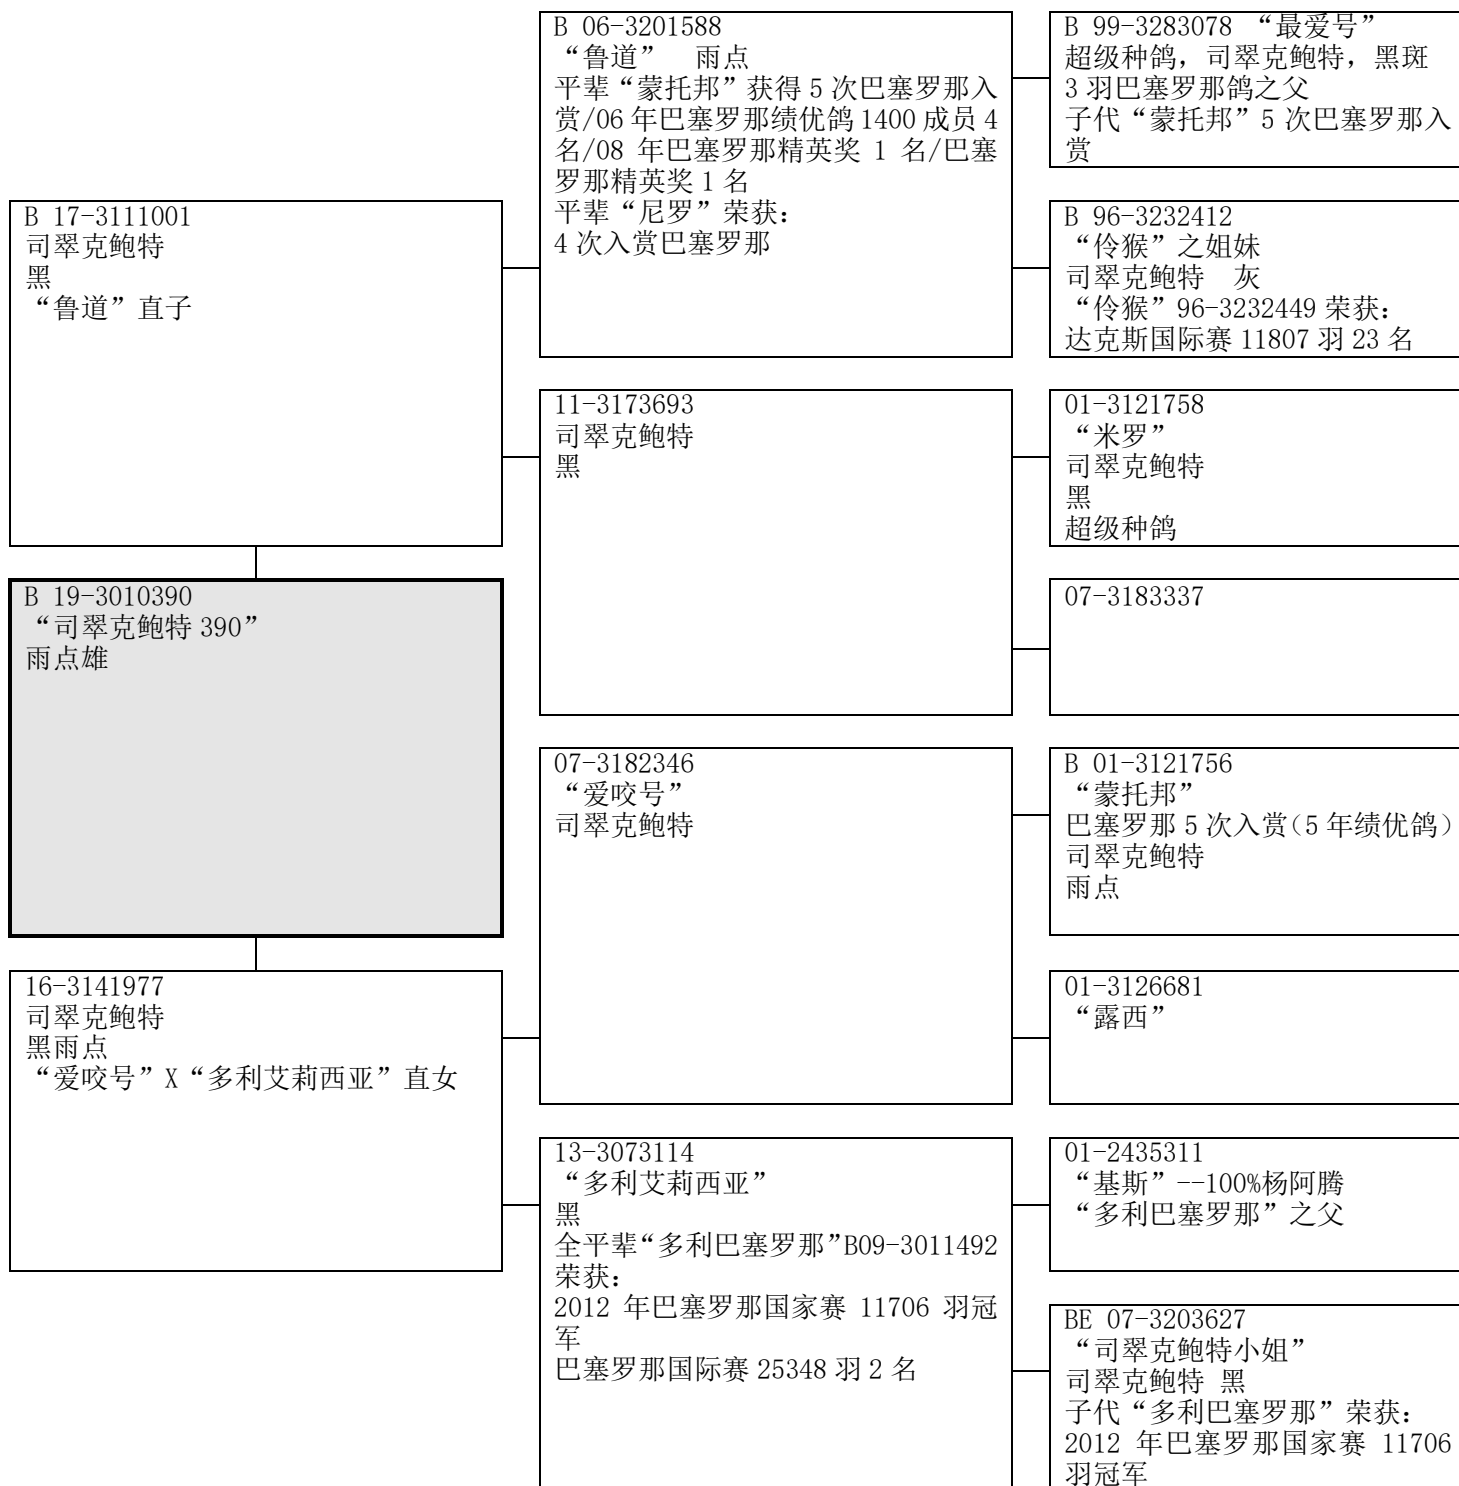 B 06-3201588
“鲁道”　雨点
平辈“蒙托邦”获得 5 次巴塞罗那入
赏/06 年巴塞罗那绩优鸽 1400 成员 4
名/08 年巴塞罗那精英奖 1 名/巴塞
罗那精英奖 1 名
平辈“尼罗”荣获：
4 次入赏巴塞罗那
B 99-3283078 “最爱号”
超级种鸽，司翠克鲍特，黑斑
3 羽巴塞罗那鸽之父
子代“蒙托邦”5 次巴塞罗那入
赏
B 17-3111001
司翠克鲍特
黑
“鲁道”直子
B 96-3232412
“伶猴”之姐妹
司翠克鲍特　灰
“伶猴”96-3232449 荣获：
达克斯国际赛 11807 羽 23 名
11-3173693
司翠克鲍特
黑
01-3121758
“米罗”
司翠克鲍特
黑
超级种鸽
B 19-3010390
“司翠克鲍特 390”
雨点雄
07-3183337
07-3182346
“爱咬号”
司翠克鲍特
B 01-3121756
“蒙托邦”
巴塞罗那 5 次入赏（5 年绩优鸽）
司翠克鲍特
雨点
16-3141977
司翠克鲍特
黑雨点
“爱咬号”X“多利艾莉西亚”直女
01-3126681
“露西”
13-3073114
“多利艾莉西亚”
黑
全平辈“多利巴塞罗那”B09-3011492
荣获：
2012 年巴塞罗那国家赛 11706 羽冠
军
巴塞罗那国际赛 25348 羽 2 名
01-2435311
“基斯”--100%杨阿腾
“多利巴塞罗那”之父
BE 07-3203627
“司翠克鲍特小姐”
司翠克鲍特 黑
子代“多利巴塞罗那”荣获：
2012 年巴塞罗那国家赛 11706
羽冠军